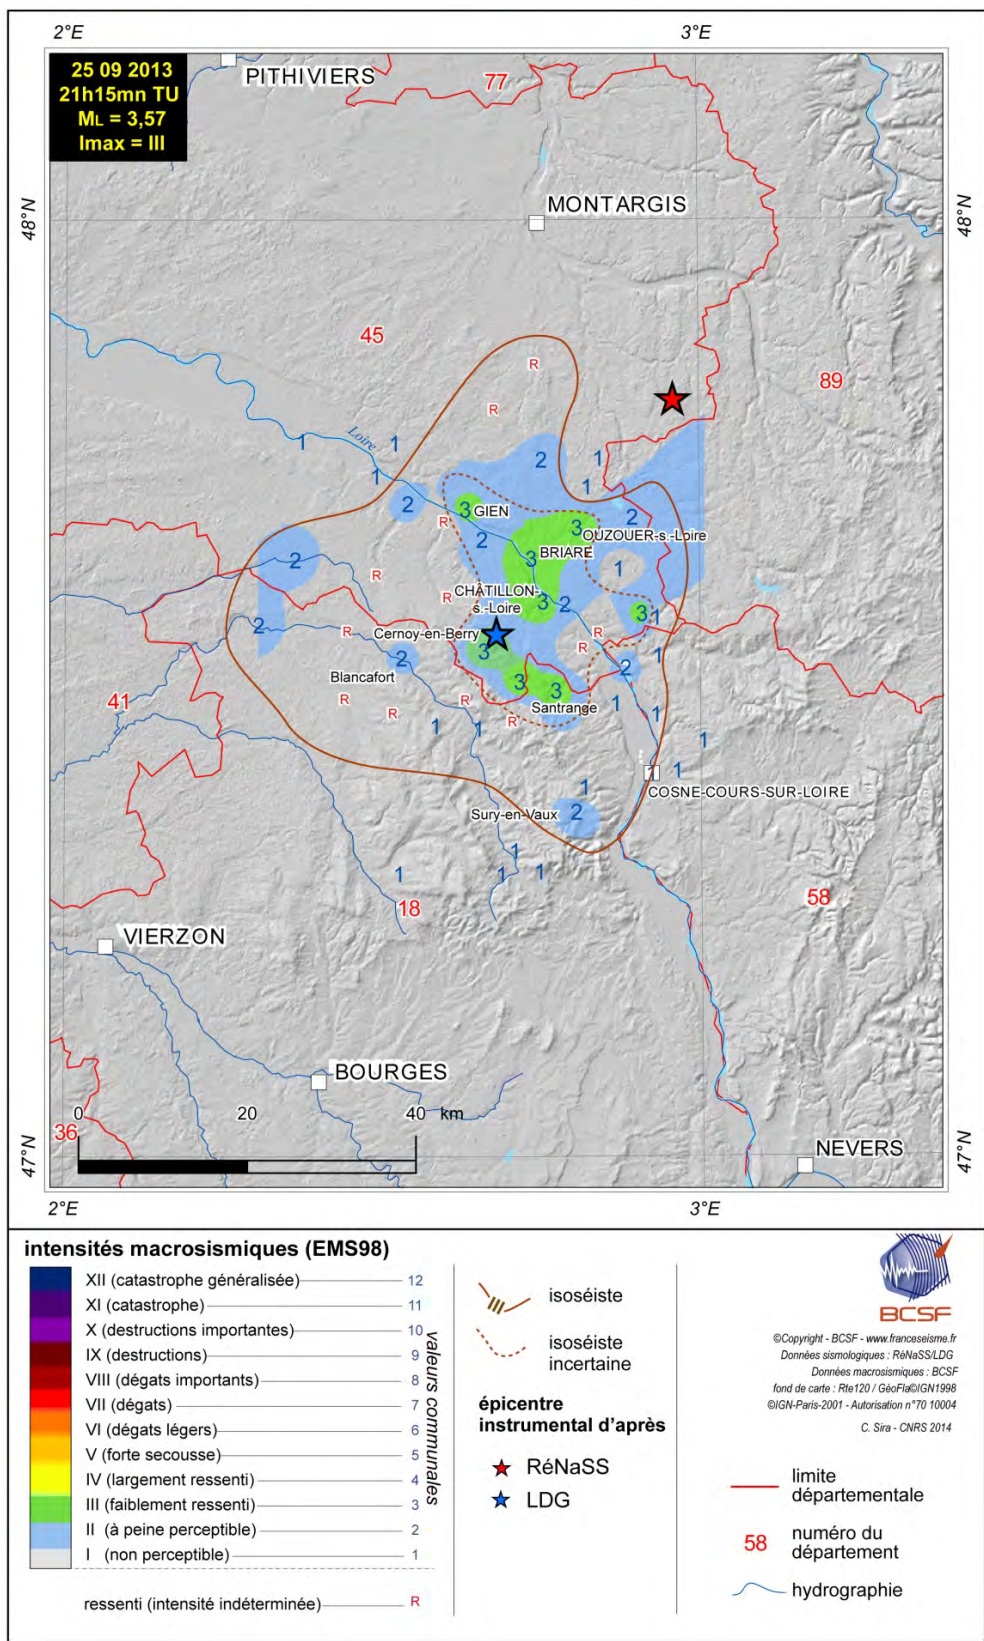 2°E
3°E
25 09 2013
21h15mn TU
ML = 3,57
Imax = III
PITHIVIERS
77
48°N
48°N
MONTARGIS
45
R
89
R
Loire
1
1
1
2
1
1
2
3
GIEN
R
2
3
OUZOUER-s.-Loire
2
2
3
BRIARE
2
1
R
CHÂTILLON-
s.-Loire
R
3
2
3
1
2
R
Cernoy-en-Berry
R
3
R
2
1
2
Blancafort
3
3
1
41
R
R
R
R
Santrange
1
1
1
1
1
1
COSNE-COURS-SUR-LOIRE
1
Sury-en-Vaux
2
1
1
1
1
18
58
VIERZON
BOURGES
0
20
40
km
36
47°N
47°N
NEVERS
2°E
3°E
intensités macrosismiques (EMS98)
XII (catastrophe généralisée) 12
XI (catastrophe) 11
X (destructions importantes) 10
IX (destructions) 9
VIII (dégats importants) 8
VII (dégats) 7
VI (dégats légers) 6
V (forte secousse) 5
IV (largement ressenti) 4
III (faiblement ressenti) 3
II (à peine perceptible) 2
I (non perceptible) 1
valeurs communales
ressenti (intensité indéterminée) R
isoséiste
isoséiste
incertaine
épicentre
instrumental d'après
RéNaSS
LDG
BCSF
©Copyright - BCSF - www.franceseisme.fr
Données sismologiques : RéNaSS/LDG
Données macrosismiques : BCSF
fond de carte : Rte120 / GéoFla©IGN1998
©IGN-Paris-2001 - Autorisation n°70 10004
C. Sira - CNRS 2014
limite
départementale
58
numéro du
département
hydrographie